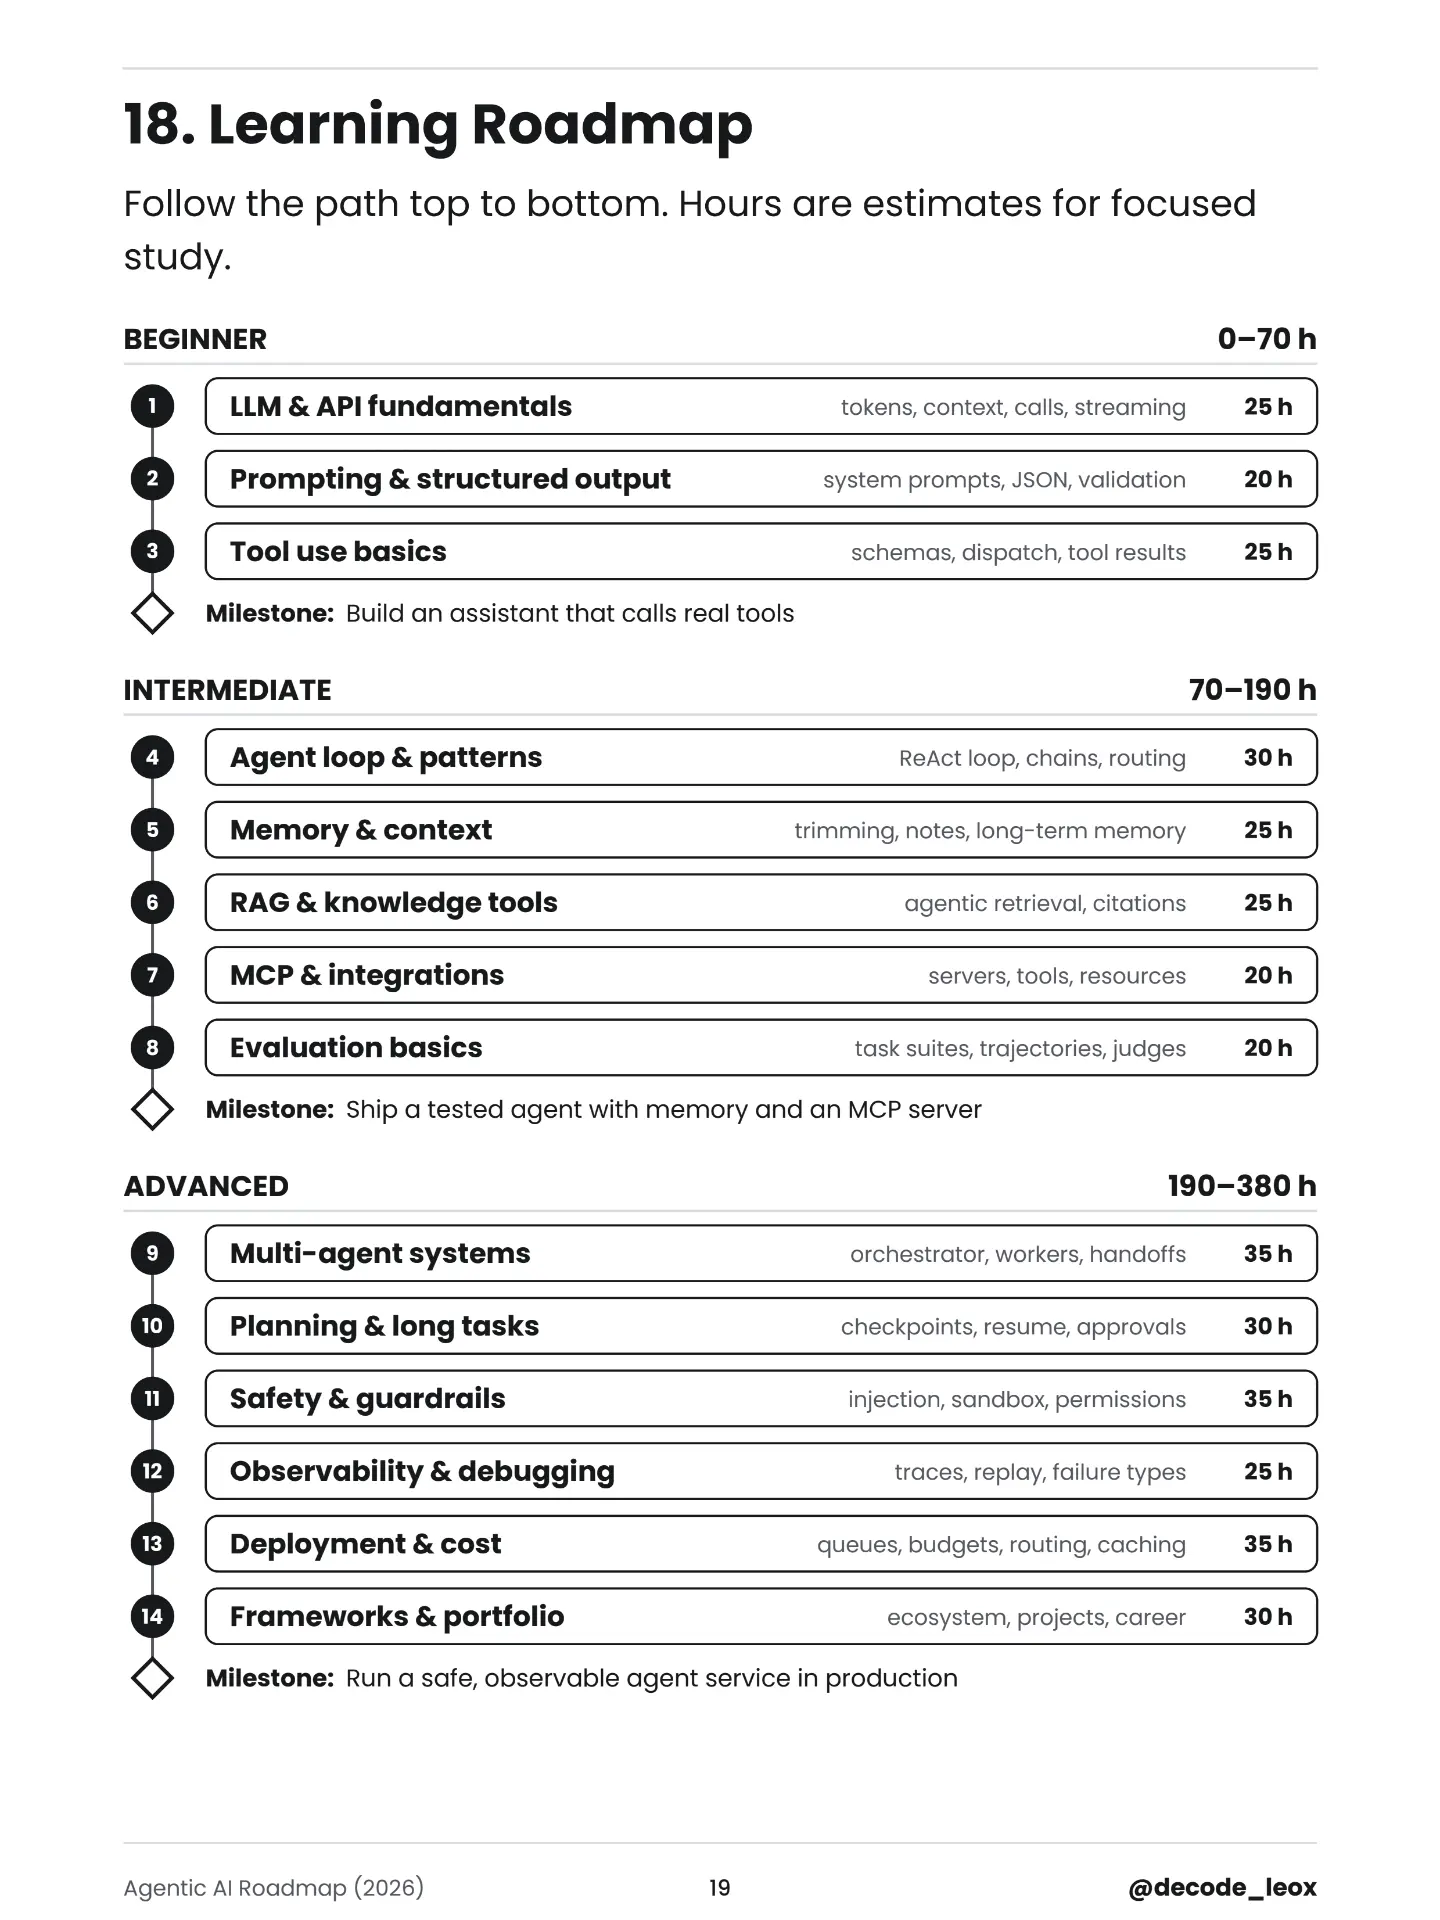 18. Learning Roadmap
Follow the path top to bottom. Hours are estimates for focused
study.
BEGINNER 0–70 h
1 LLM & API fundamentals tokens, context, calls, streaming 25 h
2 Prompting & structured output system prompts, JSON, validation 20 h
3 Tool use basics schemas, dispatch, tool results 25 h
Milestone: Build an assistant that calls real tools
INTERMEDIATE 70–190 h
4 Agent loop & patterns ReAct loop, chains, routing 30 h
5 Memory & context trimming, notes, long-term memory 25 h
6 RAG & knowledge tools agentic retrieval, citations 25 h
7 MCP & integrations servers, tools, resources 20 h
8 Evaluation basics task suites, trajectories, judges 20 h
Milestone: Ship a tested agent with memory and an MCP server
ADVANCED 190–380 h
9 Multi-agent systems orchestrator, workers, handoffs 35 h
10 Planning & long tasks checkpoints, resume, approvals 30 h
11 Safety & guardrails injection, sandbox, permissions 35 h
12 Observability & debugging traces, replay, failure types 25 h
13 Deployment & cost queues, budgets, routing, caching 35 h
14 Frameworks & portfolio ecosystem, projects, career 30 h
Milestone: Run a safe, observable agent service in production
Agentic AI Roadmap (2026) 19 @decode_leox